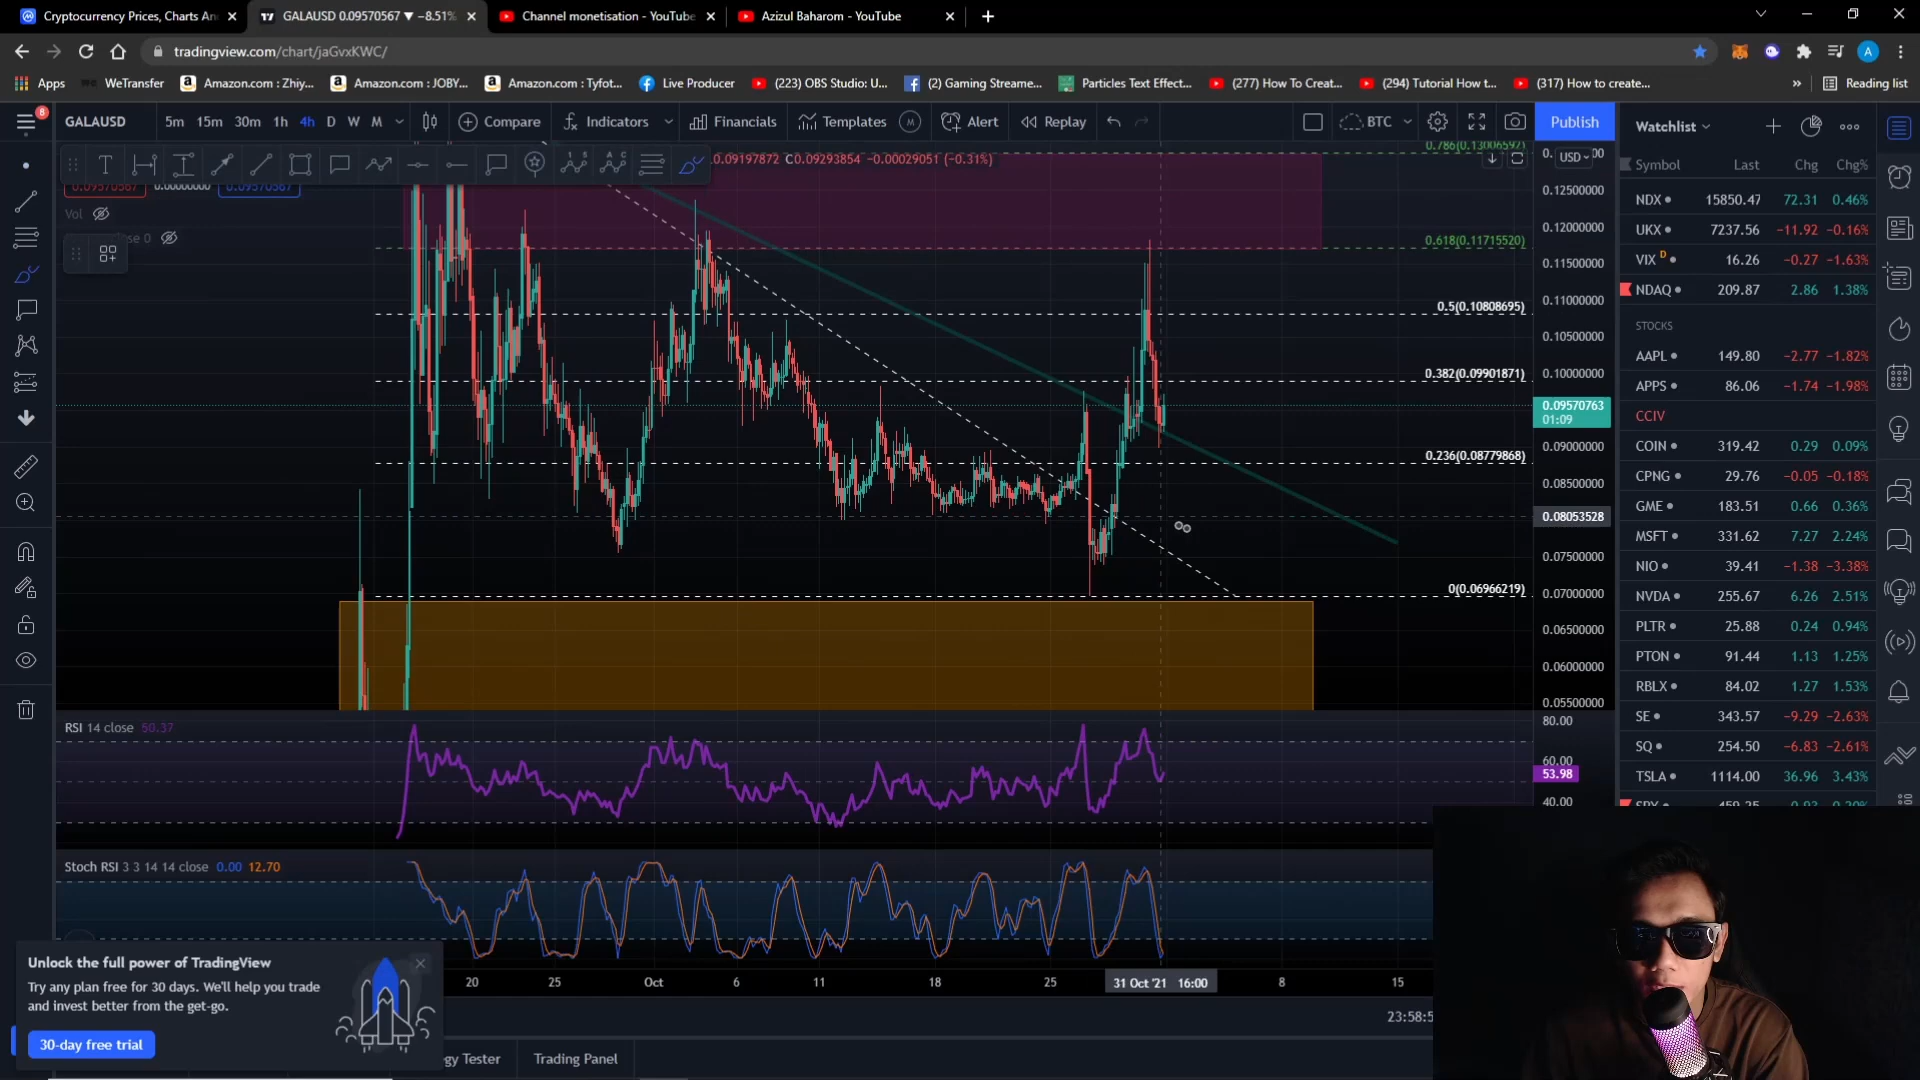 Cryptocurrency Prices, Charts An
GALAUSD 0.09570567 ▼ −8.51%
Channel monetisation - YouTube
Azizul Baharom - YouTube
tradingview.com/chart/jaGvxKWC/
A
Apps
WeTransfer
Amazon.com : Zhiy...
Amazon.com : JOBY...
Amazon.com : Tyfot...
Live Producer
(223) OBS Studio: U...
(2) Gaming Streame...
Particles Text Effect...
(277) How To Creat...
(294) Tutorial How t...
(317) How to create...
»
Reading list
8
GALAUSD
5m 15m 30m 1h 4h D W M
Compare
Indicators
Financials
Templates
M
Alert
Replay
BTC
Publish
Watchlist
0.09197872 C0.09293854 −0.00029051 (−0.31%)
0.786(0.13006592)
USD
Symbol Last Chg Chg%
0.09570567 0.00000000 0.09570567
Vol
0.12500000
0.12000000
0.618(0.11715520)
0.11500000
0.11000000
0.5(0.10808695)
0.10500000
0.382(0.09901871)
0.10000000
0.09570763
01:09
0.09000000
0.236(0.08779868)
0.08500000
0.08053528
0.07500000
0(0.06966219)
0.07000000
0.06500000
0.06000000
0.05500000
NDX 15850.47 72.31 0.46%
UKX 7237.56 −11.92 −0.16%
VIX D 16.26 −0.27 −1.63%
NDAQ 209.87 2.86 1.38%
STOCKS
AAPL 149.80 −2.77 −1.82%
APPS 86.06 −1.74 −1.98%
CCIV
COIN 319.42 0.29 0.09%
CPNG 29.76 −0.05 −0.18%
GME 183.51 0.66 0.36%
MSFT 331.62 7.27 2.24%
NIO 39.41 −1.38 −3.38%
NVDA 255.67 6.26 2.51%
PLTR 25.88 0.24 0.94%
PTON 91.44 1.13 1.25%
RBLX 84.02 1.27 1.53%
SE 343.57 −9.29 −2.63%
SQ 254.50 −6.83 −2.61%
TSLA 1114.00 36.96 3.43%
RSI 14 close 50.37
80.00
60.00
53.98
40.00
Stoch RSI 3 3 14 14 close 0.00 12.70
20 25 Oct 6 11 18 25 31 Oct '21 16:00 8 15
Unlock the full power of TradingView
Try any plan free for 30 days. We'll help you trade
and invest better from the get-go.
30-day free trial
23:58:5
gy Tester
Trading Panel